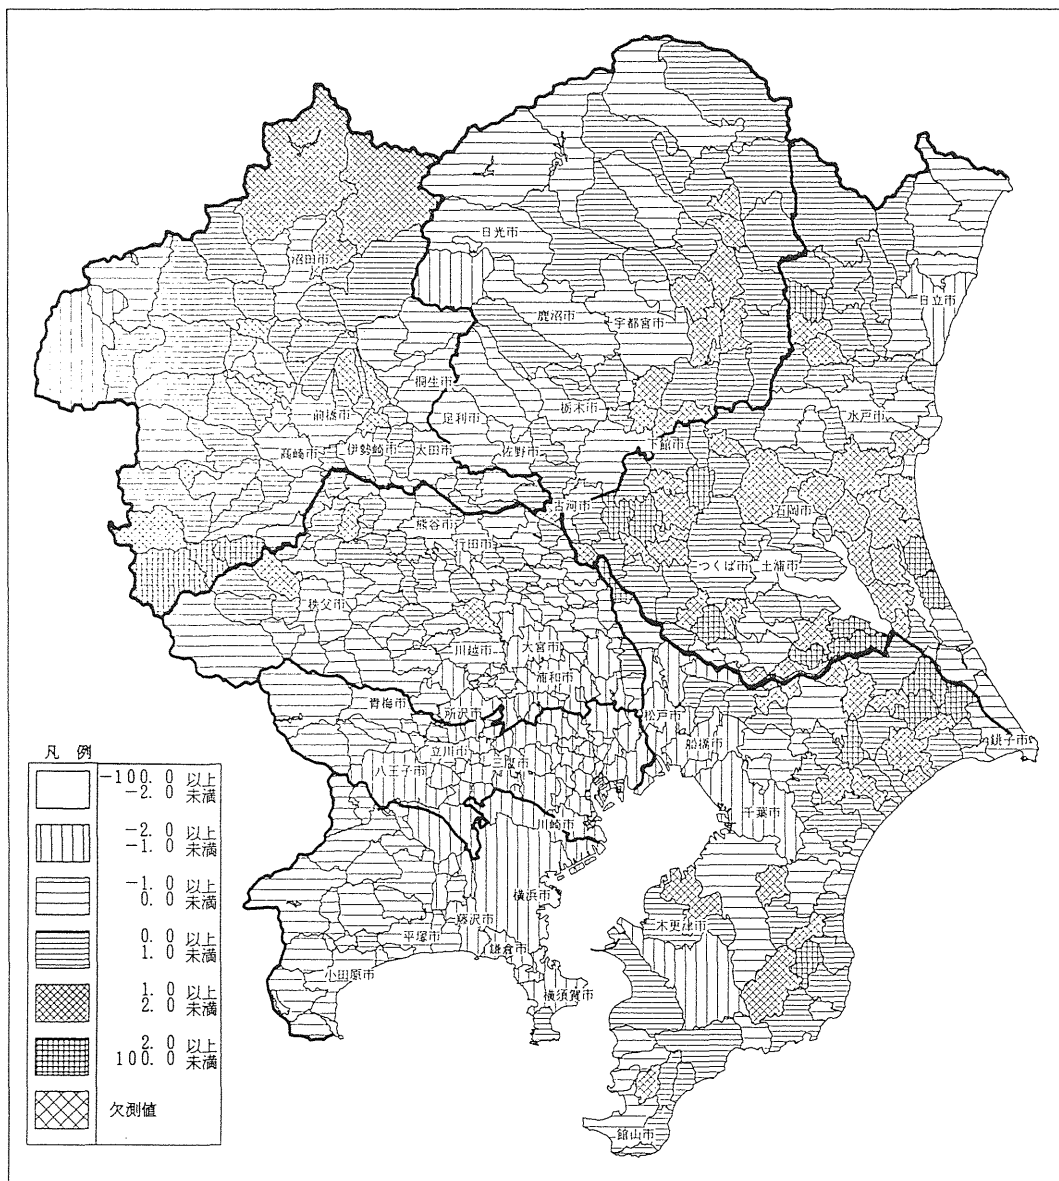 日光市
沼田市
日立市
鹿沼市
宇都宮市
桐生市
前橋市
足利市
栃木市
水戸市
高崎市
伊勢崎市
太田市
佐野市
下館市
古河市
石岡市
熊谷市
行田市
つくば市
土浦市
秩父市
川越市
大宮市
浦和市
青梅市
所沢市
松戸市
立川市
船橋市
銚子市
八王子市
三鷹市
千葉市
川崎市
横浜市
藤沢市
木更津市
平塚市
鎌倉市
小田原市
横須賀市
館山市
凡 例
-100.0 以上
-2.0 未満
-2.0 以上
-1.0 未満
-1.0 以上
0.0 未満
0.0 以上
1.0 未満
1.0 以上
2.0 未満
2.0 以上
100.0 未満
欠測値